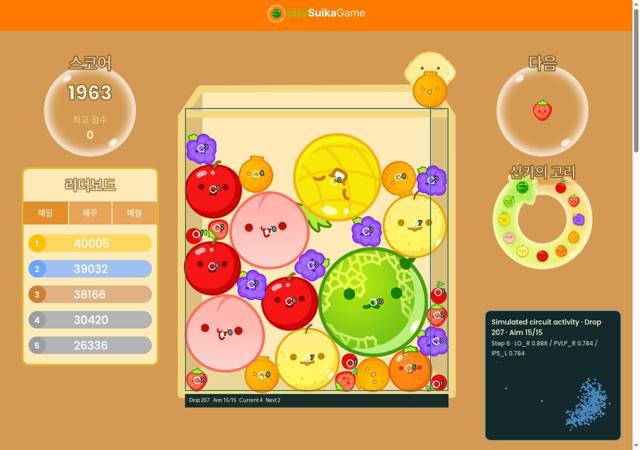 playSuikaGame
스코어
1963
최고 점수
0
리더보드
매일
매주
매월
1 40005
2 39032
3 38166
4 30420
5 26336
다음
신카의 고리
Simulated circuit activity · Drop
207 · Aim 15/15
Step 6 · LO_R 0.886 / PVLP_R 0.784 /
IPS_L 0.784
Drop 207 Aim 15/15 Current 4 Next 2